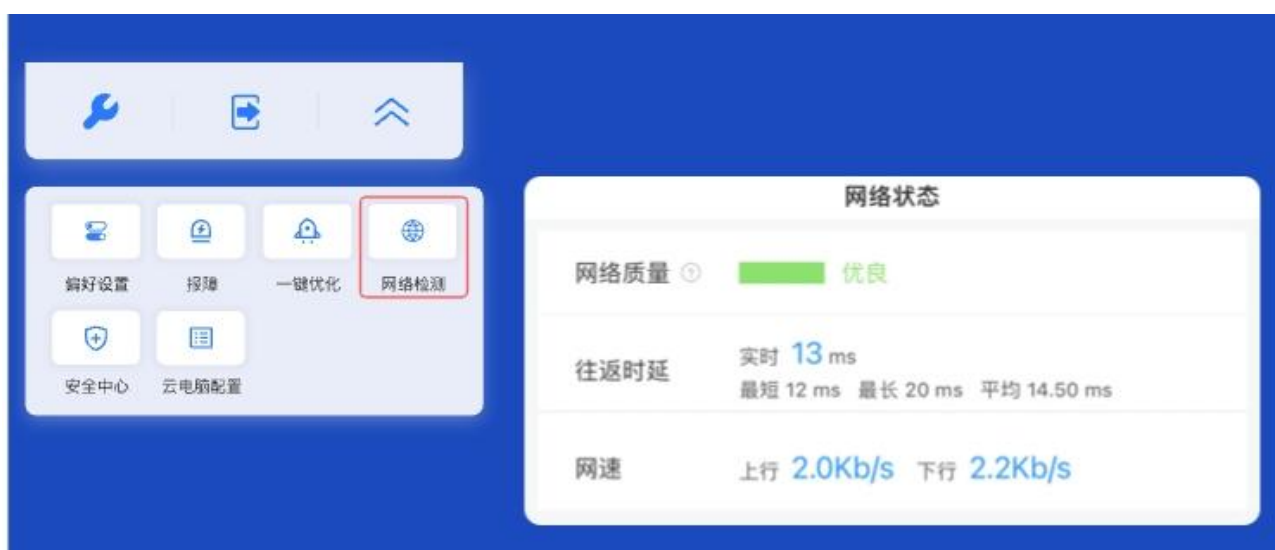 偏好设置 报障 一键优化 网络检测
安全中心 云电脑配置
网络状态
网络质量 ? 优良
往返时延 实时 13 ms
最短 12 ms 最长 20 ms 平均 14.50 ms
网速 上行 2.0Kb/s 下行 2.2Kb/s